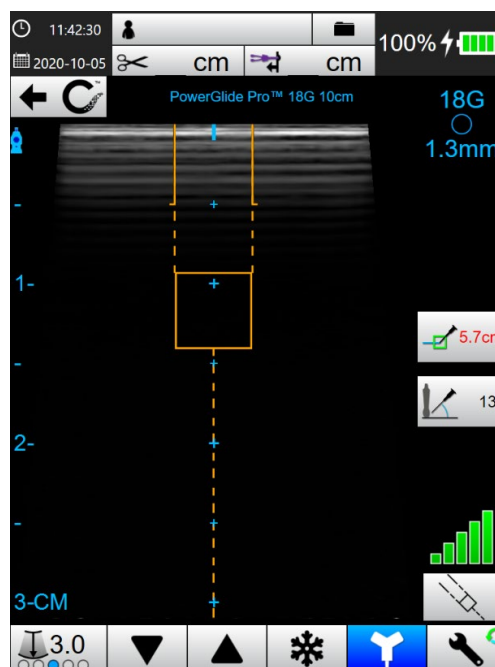 11:42:30
100%
2020-10-05
cm
cm
PowerGlide Pro™ 18G 10cm
18G
1.3mm
1-
5.7cm
13
2-
3-CM
3.0